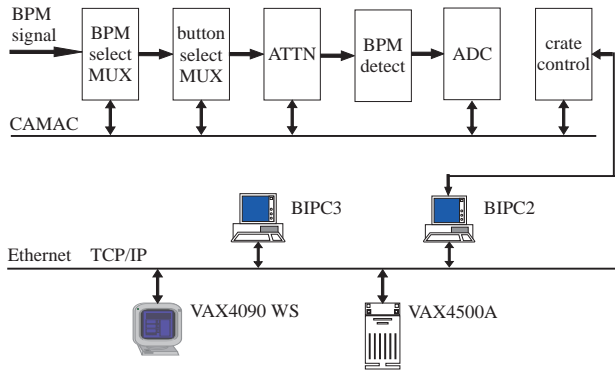 BPM
signal
BPM
select
MUX
button
select
MUX
ATTN
BPM
detect
ADC
crate
control
CAMAC
BIPC3
BIPC2
Ethernet TCP/IP
VAX4090 WS
VAX4500A